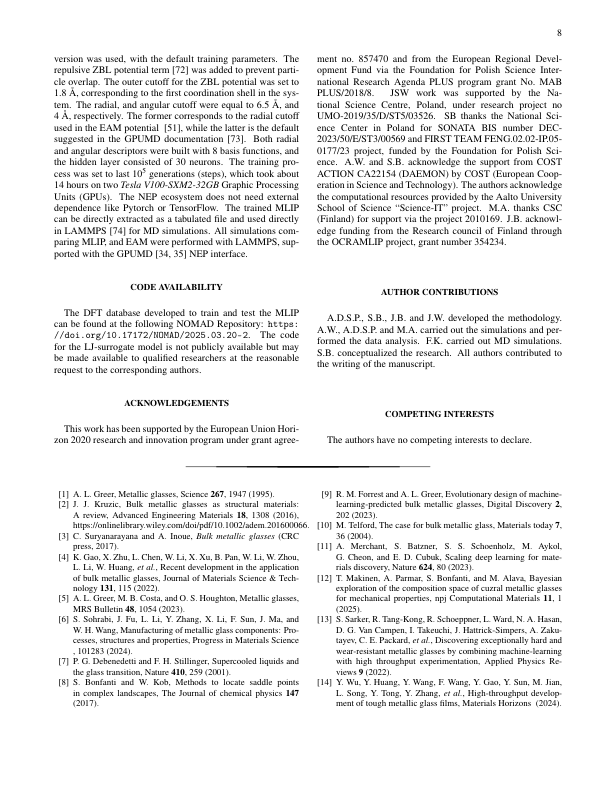 8
version was used, with the default training parameters. The
repulsive ZBL potential term [72] was added to prevent parti-
cle overlap. The outer cutoff for the ZBL potential was set to
1.8 Å, corresponding to the first coordination shell in the sys-
tem. The radial, and angular cutoff were equal to 6.5 Å, and
4 Å, respectively. The former corresponds to the radial cutoff
used in the EAM potential [51], while the latter is the default
suggested in the GPUMD documentation [73]. Both radial
and angular descriptors were built with 8 basis functions, and
the hidden layer consisted of 30 neurons. The training pro-
cess was set to last 10⁵ generations (steps), which took about
14 hours on two Tesla V100-SXM2-32GB Graphic Processing
Units (GPUs). The NEP ecosystem does not need external
dependencies like Pytorch or TensorFlow. The trained MLIP
can be directly extracted as a tabulated file and used directly
in LAMMPS [74] for MD simulations. All simulations com-
paring MLIP, and EAM were performed with LAMMPS, sup-
ported with the GPUMD [34, 35] NEP interface.
CODE AVAILABILITY
The DFT database developed to train and test the MLIP
can be found at the following NOMAD Repository: https:
//doi.org/10.17172/NOMAD/2025.03.20-2. The code
for the LJ-surrogate model is not publicly available but may
be made available to qualified researchers at the reasonable
request to the corresponding authors.
ACKNOWLEDGEMENTS
This work has been supported by the European Union Hori-
zon 2020 research and innovation program under grant agree-
ment no. 857470 and from the European Regional Devel-
opment Fund via the Foundation for Polish Science Inter-
national Research Agenda PLUS program grant No. MAB
PLUS/2018/8. JSW work was supported by the Na-
tional Science Centre, Poland, under research project no
UMO-2019/35/D/ST5/03526. SB thanks the National Sci-
ence Center in Poland for SONATA BIS number DEC-
2023/50/E/ST3/00569 and FIRST TEAM FENG.02.02-IP.05-
0177/23 project, funded by the Foundation for Polish Sci-
ence. A.W. and S.B. acknowledge the support from COST
ACTION CA22154 (DAEMON) by COST (European Coop-
eration in Science and Technology). The authors acknowledge
the computational resources provided by the Aalto University
School of Science "Science-IT" project. M.A. thanks CSC
(Finland) for support via the project 2010169. J.B. acknowl-
edge funding from the Research council of Finland through
the OCRAMLIP project, grant number 354234.
AUTHOR CONTRIBUTIONS
A.D.S.P., S.B., J.B. and J.W. developed the methodology.
A.W., A.D.S.P. and M.A. carried out the simulations and per-
formed the data analysis. F.K. carried out MD simulations.
S.B. conceptualized the research. All authors contributed to
the writing of the manuscript.
COMPETING INTERESTS
The authors have no competing interests to declare.
[1] A. L. Greer, Metallic glasses, Science 267, 1947 (1995).
[2] J. J. Kruzic, Bulk metallic glasses as structural materials:
A review, Advanced Engineering Materials 18, 1308 (2016),
https://onlinelibrary.wiley.com/doi/pdf/10.1002/adem.201600066.
[3] C. Suryanarayana and A. Inoue, Bulk metallic glasses (CRC
press, 2017).
[4] K. Gao, X. Zhu, L. Chen, W. Li, X. Xu, B. Pan, W. Li, W. Zhou,
L. Li, W. Huang, et al., Recent development in the application
of bulk metallic glasses, Journal of Materials Science & Tech-
nology 131, 115 (2022).
[5] A. L. Greer, M. B. Costa, and O. S. Houghton, Metallic glasses,
MRS Bulletin 48, 1054 (2023).
[6] S. Sohrabi, J. Fu, L. Li, Y. Zhang, X. Li, F. Sun, J. Ma, and
W. H. Wang, Manufacturing of metallic glass components: Pro-
cesses, structures and properties, Progress in Materials Science
, 101283 (2024).
[7] P. G. Debenedetti and F. H. Stillinger, Supercooled liquids and
the glass transition, Nature 410, 259 (2001).
[8] S. Bonfanti and W. Kob, Methods to locate saddle points
in complex landscapes, The Journal of chemical physics 147
(2017).
[9] R. M. Forrest and A. L. Greer, Evolutionary design of machine-
learning-predicted bulk metallic glasses, Digital Discovery 2,
202 (2023).
[10] M. Telford, The case for bulk metallic glass, Materials today 7,
36 (2004).
[11] A. Merchant, S. Batzner, S. S. Schoenholz, M. Aykol,
G. Cheon, and E. D. Cubuk, Scaling deep learning for mate-
rials discovery, Nature 624, 80 (2023).
[12] T. Makinen, A. Parmar, S. Bonfanti, and M. Alava, Bayesian
exploration of the composition space of cuzral metallic glasses
for mechanical properties, npj Computational Materials 11, 1
(2025).
[13] S. Sarker, R. Tang-Kong, R. Schoeppner, L. Ward, N. A. Hasan,
D. G. Van Campen, I. Takeuchi, J. Hattrick-Simpers, A. Zaku-
tayev, C. E. Packard, et al., Discovering exceptionally hard and
wear-resistant metallic glasses by combining machine-learning
with high throughput experimentation, Applied Physics Re-
views 9 (2022).
[14] Y. Wu, Y. Huang, Y. Wang, F. Wang, Y. Gao, Y. Sun, M. Jian,
L. Song, Y. Tong, Y. Zhang, et al., High-throughput develop-
ment of tough metallic glass films, Materials Horizons (2024).